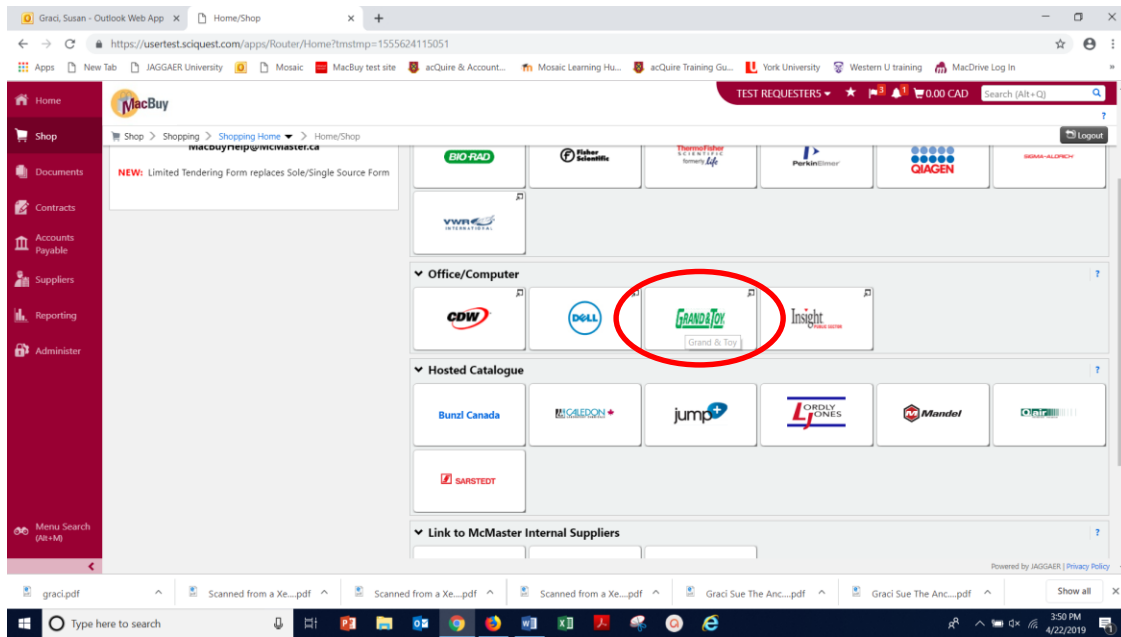 Graci, Susan - Outlook Web App
Home/Shop
https://usertest.sciquest.com/apps/Router/Home?tmstmp=1555624115051
Apps
New Tab
JAGGAER University
Mosaic
MacBuy test site
acQuire & Account...
Mosaic Learning Hu...
acQuire Training Gu...
York University
Western U training
MacDrive Log In
»
Home
Shop
Documents
Contracts
Accounts Payable
Suppliers
Reporting
Administer
Menu Search
(Alt+M)
MacBuy
TEST REQUESTER5
3
1
0.00 CAD
Search (Alt+Q)
?
Shop > Shopping > Shopping Home > Home/Shop
Logout
MacBuyHelp@McMaster.ca
NEW: Limited Tendering Form replaces Sole/Single Source Form
BIO-RAD
Fisher Scientific
ThermoFisher
SCIENTIFIC
formerly Life
PerkinElmer
QIAGEN
SIGMA-ALDRICH
VWR
INTERNATIONAL
Office/Computer
?
CDW
DELL
GRAND & TOY
Grand & Toy
Insight
PUBLIC SECTOR
Hosted Catalogue
?
Bunzl Canada
CALEDON
jump+
LORDLY JONES
Mandel
Qair
SARSTEDT
Link to McMaster Internal Suppliers
?
Powered by JAGGAER | Privacy Policy
graci.pdf
Scanned from a Xe....pdf
Scanned from a Xe....pdf
Scanned from a Xe....pdf
Graci Sue The Anc....pdf
Graci Sue The Anc....pdf
Show all
Type here to search
3:50 PM
4/22/2019